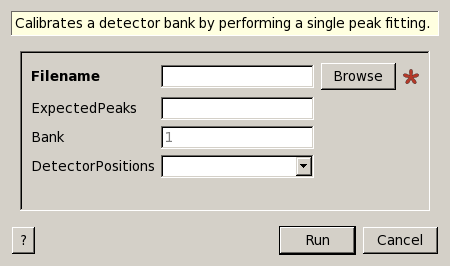 Calibrates a detector bank by performing a single peak fitting.
Filename Browse *
ExpectedPeaks
Bank 1
DetectorPositions
? Run Cancel